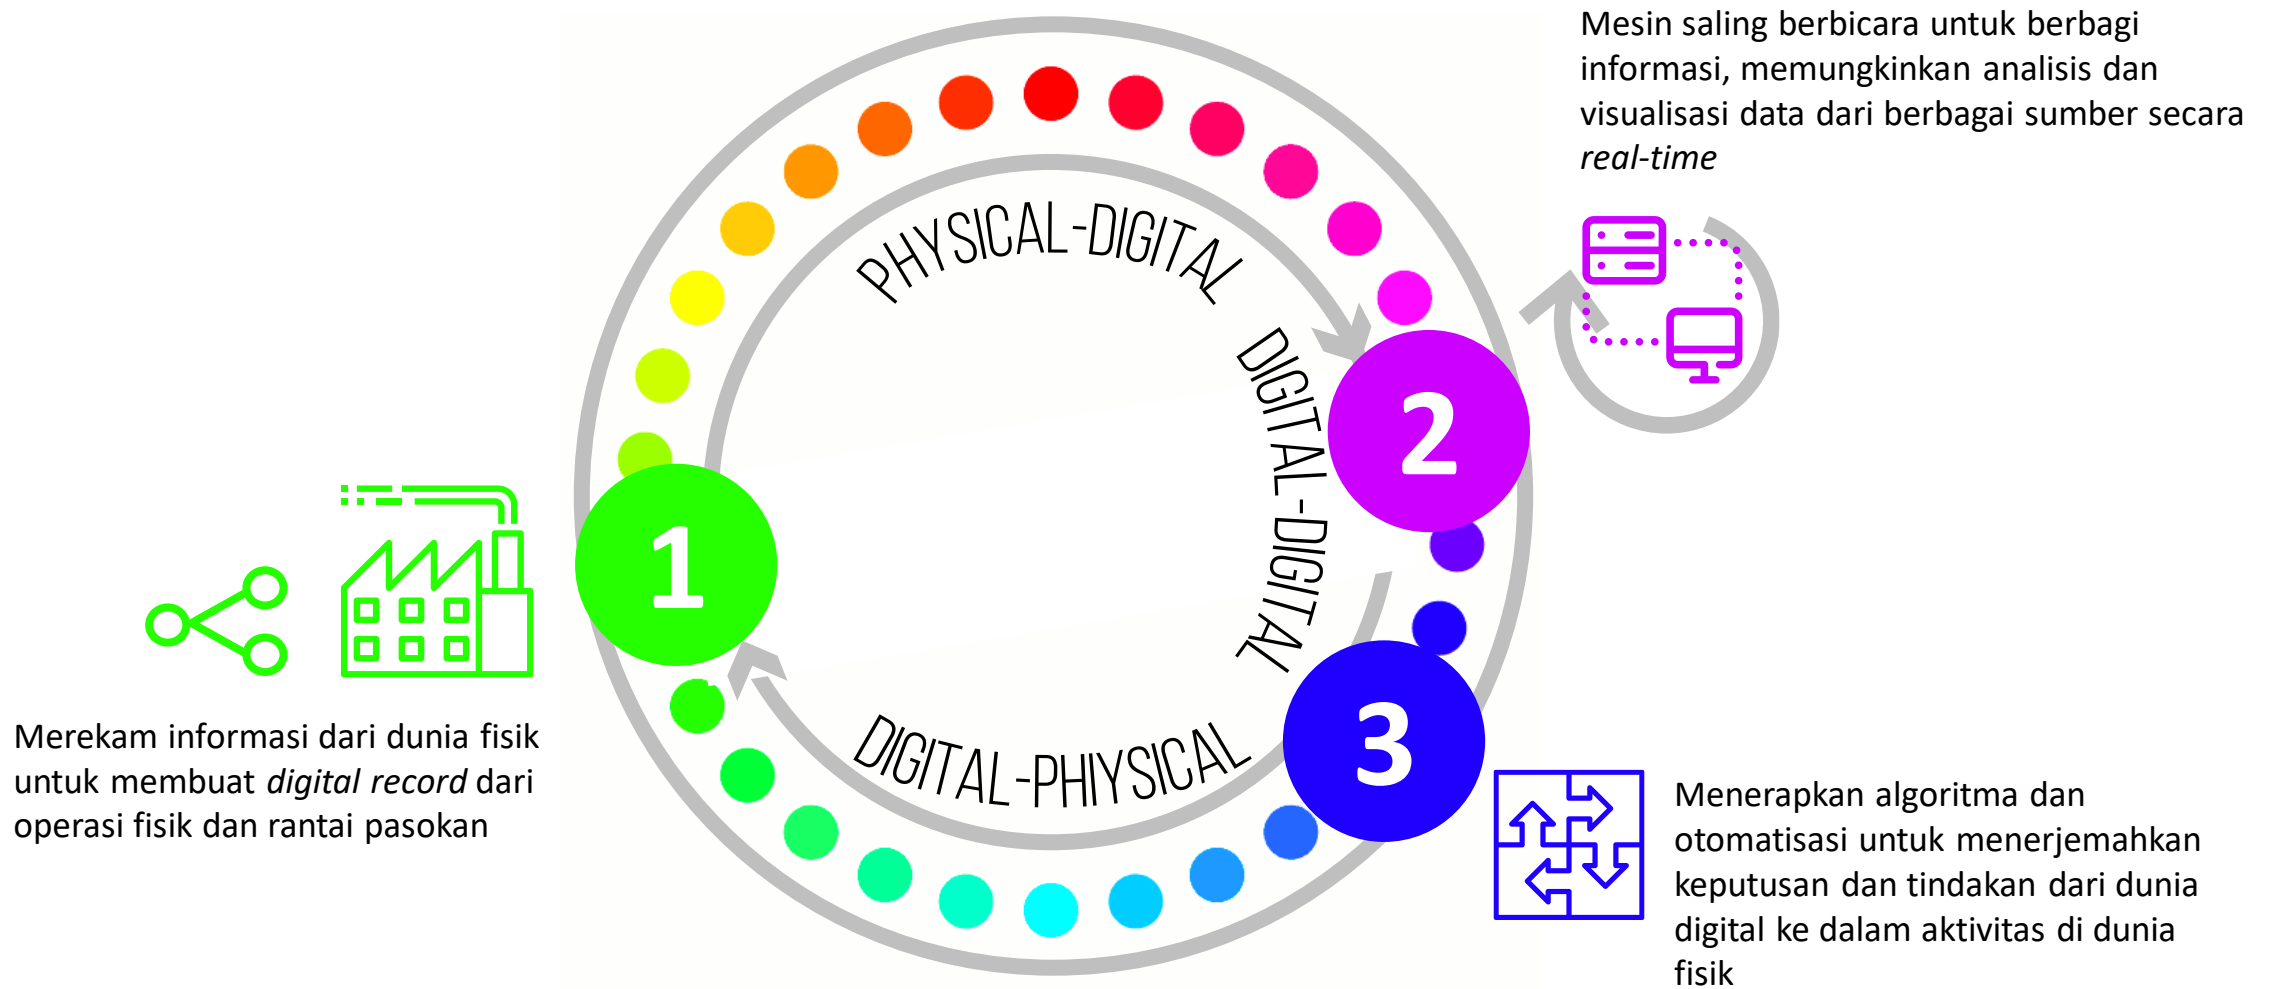 Mesin saling berbicara untuk berbagi
informasi, memungkinkan analisis dan
visualisasi data dari berbagai sumber secara
real-time
PHYSICAL-DIGITAL
DIGITAL-DIGITAL
DIGITAL-PHIYSICAL
1
2
3
Merekam informasi dari dunia fisik
untuk membuat digital record dari
operasi fisik dan rantai pasokan
Menerapkan algoritma dan
otomatisasi untuk menerjemahkan
keputusan dan tindakan dari dunia
digital ke dalam aktivitas di dunia
fisik